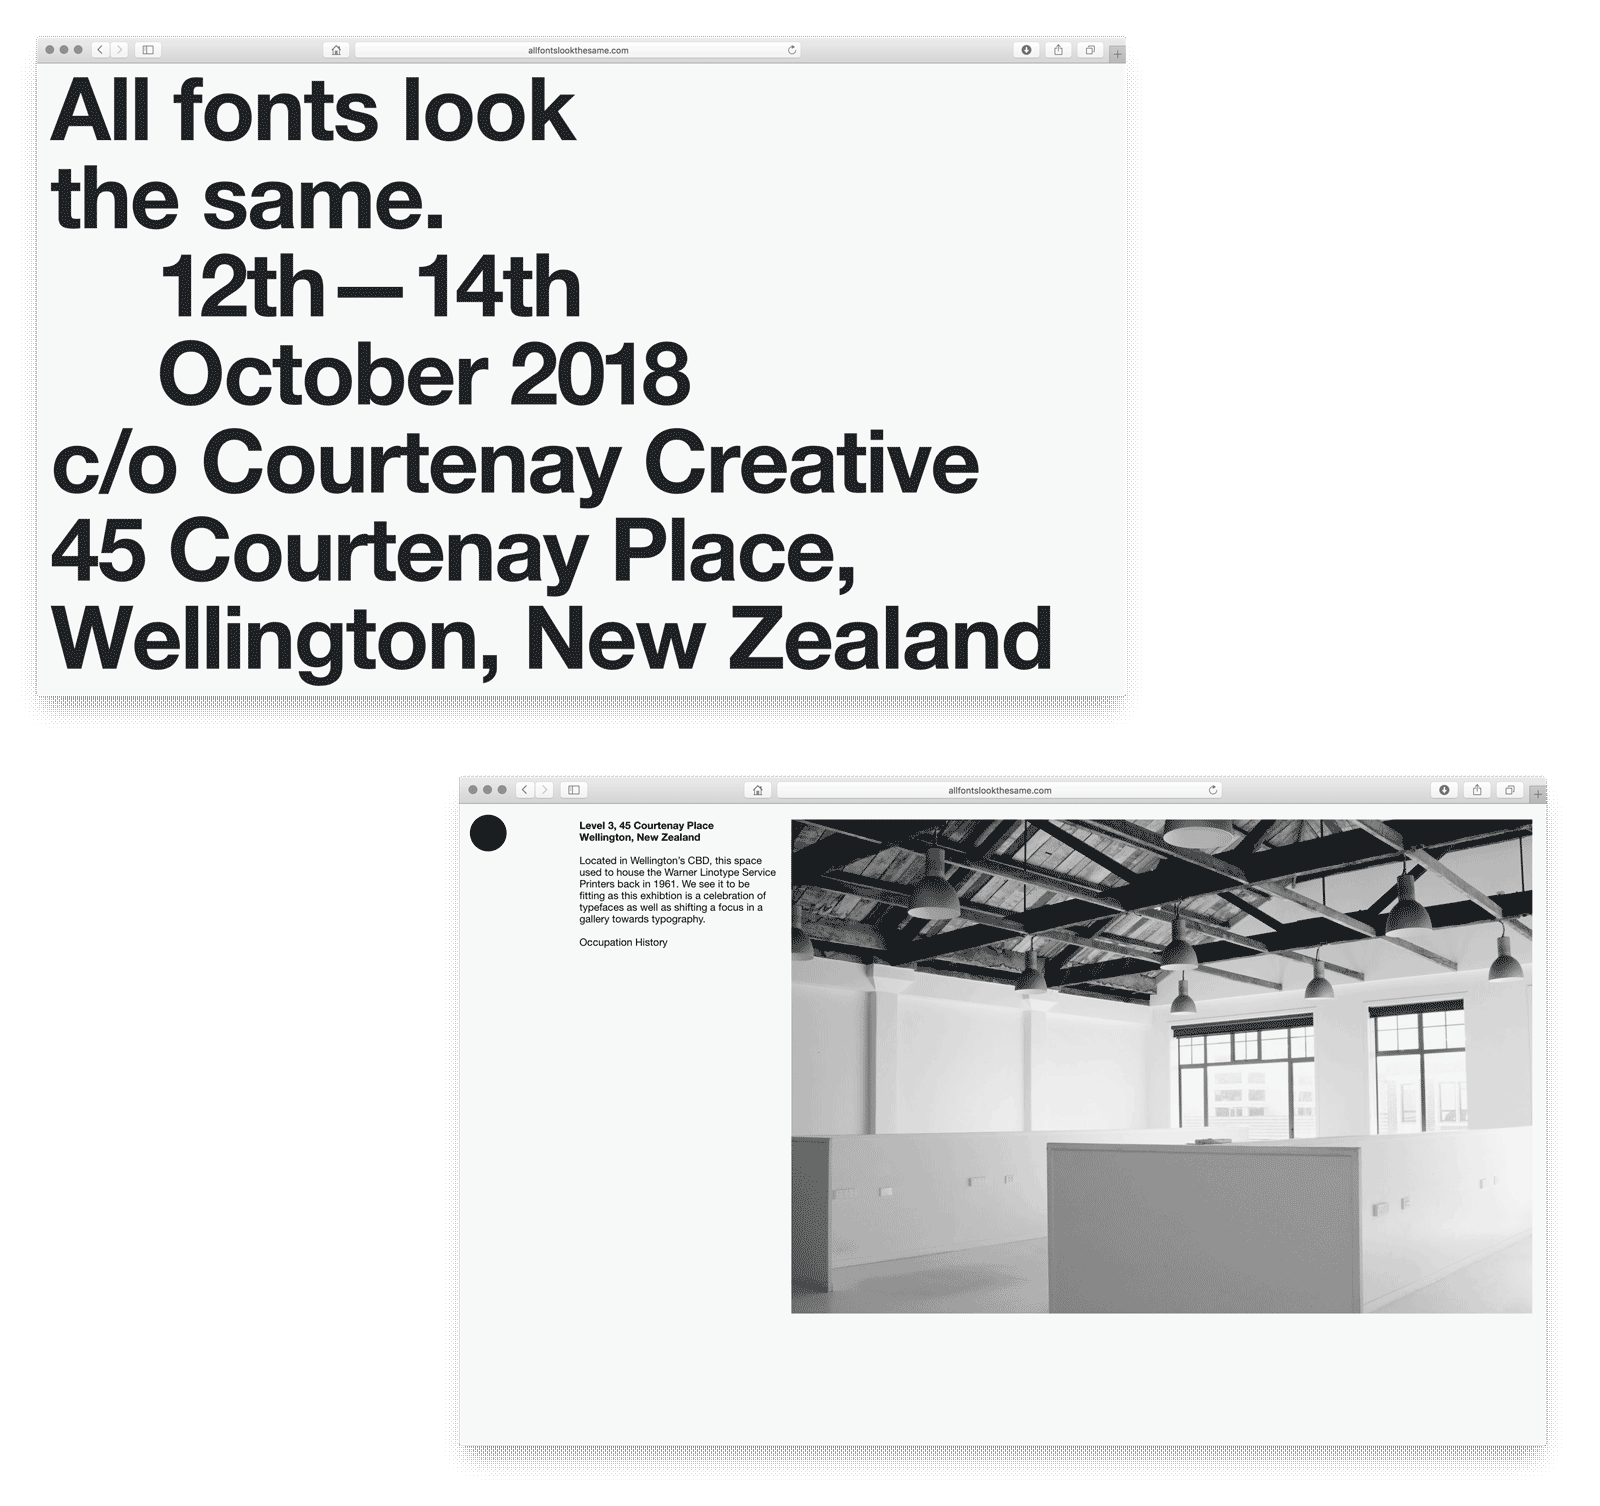 allfontslookthesame.com
All fonts look
the same.
12th—14th
October 2018
c/o Courtenay Creative
45 Courtenay Place,
Wellington, New Zealand
allfontslookthesame.com
Level 3, 45 Courtenay Place
Wellington, New Zealand
Located in Wellington's CBD, this space
used to house the Warner Linotype Service
Printers back in 1961. We see it to be
fitting as this exhibtion is a celebration of
typefaces as well as shifting a focus in a
gallery towards typography.
Occupation History